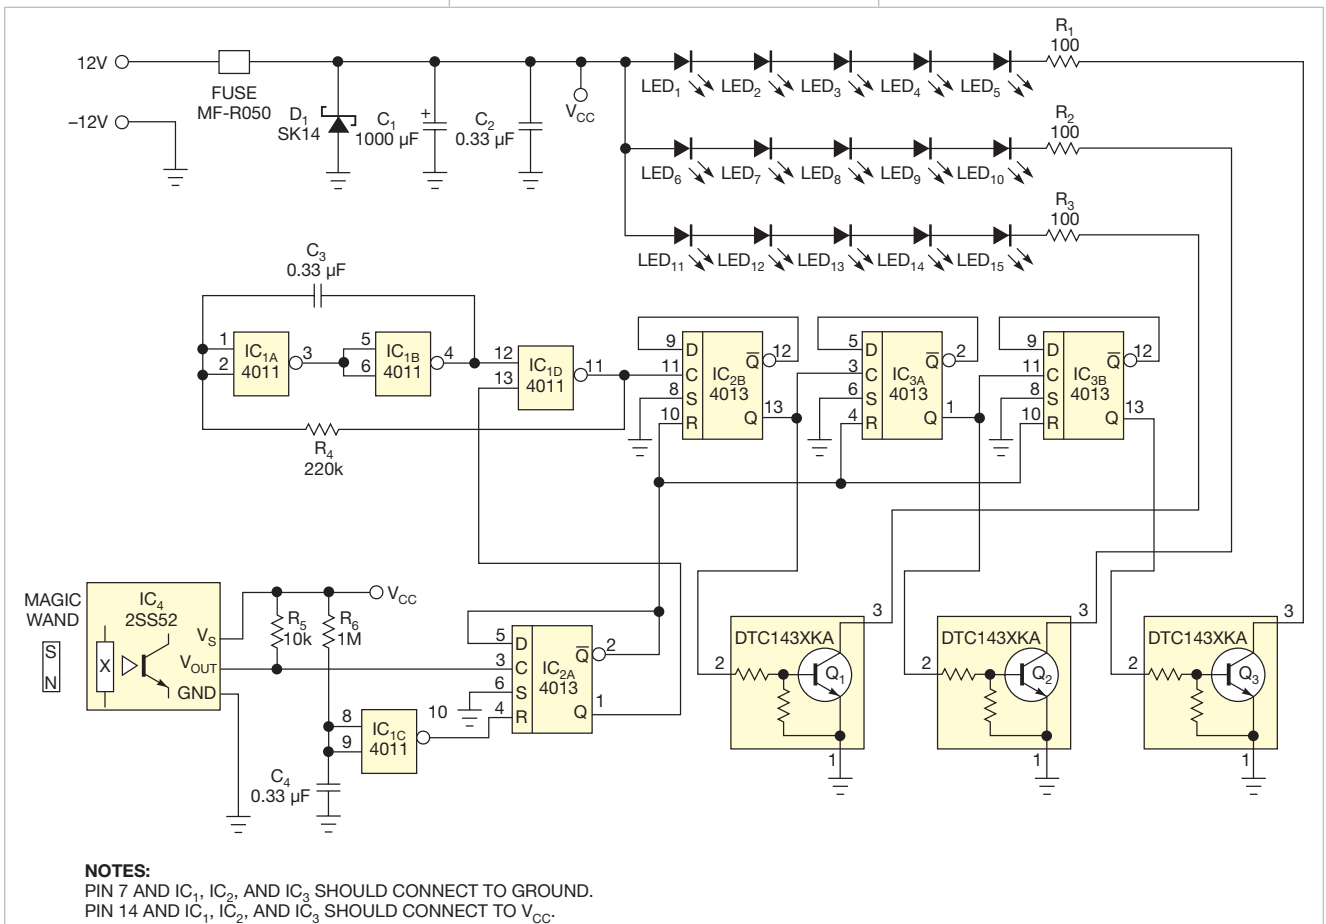 12V
FUSE
MF-R050
–12V
D₁
SK14
C₁
1000 µF
+
C₂
0.33 µF
V_CC
LED₁
LED₂
LED₃
LED₄
LED₅
R₁
100
LED₆
LED₇
LED₈
LED₉
LED₁₀
R₂
100
LED₁₁
LED₁₂
LED₁₃
LED₁₄
LED₁₅
R₃
100
C₃
0.33 µF
1
2
IC₁A
4011
3
5
6
IC₁B
4011
4
12
13
IC₁D
4011
11
R₄
220k
9
11
8
10
D
C
S
R
IC₂B
4013
Q̅
12
Q
13
5
3
6
4
D
C
S
R
IC₃A
4013
Q̅
2
Q
1
9
11
8
10
D
C
S
R
IC₃B
4013
Q̅
12
Q
13
MAGIC
WAND
S
N
IC₄
2SS52
X
V_S
V_OUT
GND
R₅
10k
R₆
1M
V_CC
8
9
IC₁C
4011
10
C₄
0.33 µF
5
3
6
4
D
C
S
R
IC₂A
4013
Q̅
2
Q
1
DTC143XKA
2
Q₁
3
1
DTC143XKA
2
Q₂
3
1
DTC143XKA
2
Q₃
3
1
NOTES:
PIN 7 AND IC₁, IC₂, AND IC₃ SHOULD CONNECT TO GROUND.
PIN 14 AND IC₁, IC₂, AND IC₃ SHOULD CONNECT TO V_CC.